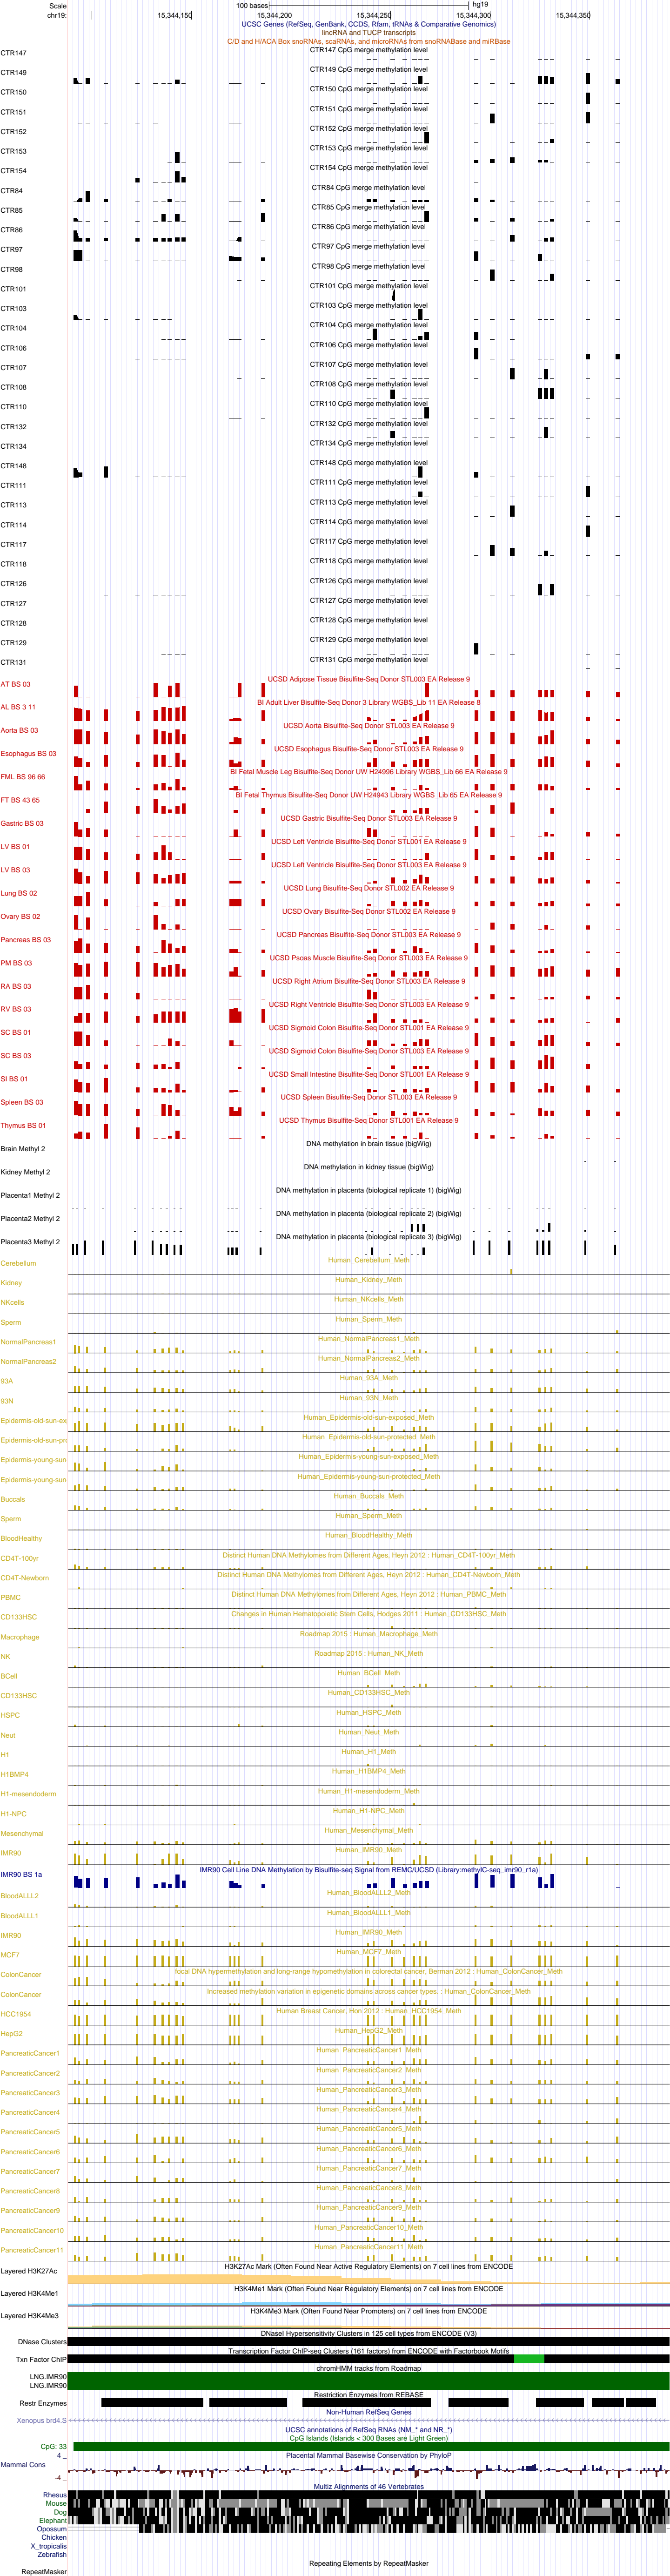 Scale 100 bases hg19
chr19: 15,344,150 15,344,200 15,344,250 15,344,300 15,344,350
UCSC Genes (RefSeq, GenBank, CCDS, Rfam, tRNAs & Comparative Genomics)
lincRNA and TUCP transcripts
C/D and H/ACA Box snoRNAs, scaRNAs, and microRNAs from snoRNABase and miRBase
CTR147 CpG merge methylation level
CTR147
CTR149 CpG merge methylation level
CTR149
CTR150 CpG merge methylation level
CTR150
CTR151 CpG merge methylation level
CTR151
CTR152 CpG merge methylation level
CTR152
CTR153 CpG merge methylation level
CTR153
CTR154 CpG merge methylation level
CTR154
CTR84 CpG merge methylation level
CTR84
CTR85 CpG merge methylation level
CTR85
CTR86 CpG merge methylation level
CTR86
CTR97 CpG merge methylation level
CTR97
CTR98 CpG merge methylation level
CTR98
CTR101 CpG merge methylation level
CTR101
CTR103 CpG merge methylation level
CTR103
CTR104 CpG merge methylation level
CTR104
CTR106 CpG merge methylation level
CTR106
CTR107 CpG merge methylation level
CTR107
CTR108 CpG merge methylation level
CTR108
CTR110 CpG merge methylation level
CTR110
CTR132 CpG merge methylation level
CTR132
CTR134 CpG merge methylation level
CTR134
CTR148 CpG merge methylation level
CTR148
CTR111 CpG merge methylation level
CTR111
CTR113 CpG merge methylation level
CTR113
CTR114 CpG merge methylation level
CTR114
CTR117 CpG merge methylation level
CTR117
CTR118 CpG merge methylation level
CTR118
CTR126 CpG merge methylation level
CTR126
CTR127 CpG merge methylation level
CTR127
CTR128 CpG merge methylation level
CTR128
CTR129 CpG merge methylation level
CTR129
CTR131 CpG merge methylation level
CTR131
UCSD Adipose Tissue Bisulfite-Seq Donor STL003 EA Release 9
AT BS 03
BI Adult Liver Bisulfite-Seq Donor 3 Library WGBS_Lib 11 EA Release 8
AL BS 3 11
UCSD Aorta Bisulfite-Seq Donor STL003 EA Release 9
Aorta BS 03
UCSD Esophagus Bisulfite-Seq Donor STL003 EA Release 9
Esophagus BS 03
BI Fetal Muscle Leg Bisulfite-Seq Donor UW H24996 Library WGBS_Lib 66 EA Release 9
FML BS 96 66
BI Fetal Thymus Bisulfite-Seq Donor UW H24943 Library WGBS_Lib 65 EA Release 9
FT BS 43 65
UCSD Gastric Bisulfite-Seq Donor STL003 EA Release 9
Gastric BS 03
UCSD Left Ventricle Bisulfite-Seq Donor STL001 EA Release 9
LV BS 01
UCSD Left Ventricle Bisulfite-Seq Donor STL003 EA Release 9
LV BS 03
UCSD Lung Bisulfite-Seq Donor STL002 EA Release 9
Lung BS 02
UCSD Ovary Bisulfite-Seq Donor STL002 EA Release 9
Ovary BS 02
UCSD Pancreas Bisulfite-Seq Donor STL003 EA Release 9
Pancreas BS 03
UCSD Psoas Muscle Bisulfite-Seq Donor STL003 EA Release 9
PM BS 03
UCSD Right Atrium Bisulfite-Seq Donor STL003 EA Release 9
RA BS 03
UCSD Right Ventricle Bisulfite-Seq Donor STL003 EA Release 9
RV BS 03
UCSD Sigmoid Colon Bisulfite-Seq Donor STL001 EA Release 9
SC BS 01
UCSD Sigmoid Colon Bisulfite-Seq Donor STL003 EA Release 9
SC BS 03
UCSD Small Intestine Bisulfite-Seq Donor STL001 EA Release 9
SI BS 01
UCSD Spleen Bisulfite-Seq Donor STL003 EA Release 9
Spleen BS 03
UCSD Thymus Bisulfite-Seq Donor STL001 EA Release 9
Thymus BS 01
DNA methylation in brain tissue (bigWig)
Brain Methyl 2
DNA methylation in kidney tissue (bigWig)
Kidney Methyl 2
DNA methylation in placenta (biological replicate 1) (bigWig)
Placenta1 Methyl 2
DNA methylation in placenta (biological replicate 2) (bigWig)
Placenta2 Methyl 2
DNA methylation in placenta (biological replicate 3) (bigWig)
Placenta3 Methyl 2
Human_Cerebellum_Meth
Cerebellum
Human_Kidney_Meth
Kidney
Human_NKcells_Meth
NKcells
Human_Sperm_Meth
Sperm
Human_NormalPancreas1_Meth
NormalPancreas1
Human_NormalPancreas2_Meth
NormalPancreas2
Human_93A_Meth
93A
Human_93N_Meth
93N
Human_Epidermis-old-sun-exposed_Meth
Epidermis-old-sun-ex
Human_Epidermis-old-sun-protected_Meth
Epidermis-old-sun-pr
Human_Epidermis-young-sun-exposed_Meth
Epidermis-young-sun
Human_Epidermis-young-sun-protected_Meth
Epidermis-young-sun
Human_Buccals_Meth
Buccals
Human_Sperm_Meth
Sperm
Human_BloodHealthy_Meth
BloodHealthy
Distinct Human DNA Methylomes from Different Ages, Heyn 2012 : Human_CD4T-100yr_Meth
CD4T-100yr
Distinct Human DNA Methylomes from Different Ages, Heyn 2012 : Human_CD4T-Newborn_Meth
CD4T-Newborn
Distinct Human DNA Methylomes from Different Ages, Heyn 2012 : Human_PBMC_Meth
PBMC
Changes in Human Hematopoietic Stem Cells, Hodges 2011 : Human_CD133HSC_Meth
CD133HSC
Roadmap 2015 : Human_Macrophage_Meth
Macrophage
Roadmap 2015 : Human_NK_Meth
NK
Human_BCell_Meth
BCell
Human_CD133HSC_Meth
CD133HSC
Human_HSPC_Meth
HSPC
Human_Neut_Meth
Neut
Human_H1_Meth
H1
Human_H1BMP4_Meth
H1BMP4
Human_H1-mesendoderm_Meth
H1-mesendoderm
Human_H1-NPC_Meth
H1-NPC
Human_Mesenchymal_Meth
Mesenchymal
Human_IMR90_Meth
IMR90
IMR90 Cell Line DNA Methylation by Bisulfite-seq Signal from REMC/UCSD (Library:methylC-seq_imr90_r1a)
IMR90 BS 1a
Human_BloodALLL2_Meth
BloodALLL2
Human_BloodALLL1_Meth
BloodALLL1
Human_IMR90_Meth
IMR90
Human_MCF7_Meth
MCF7
focal DNA hypermethylation and long-range hypomethylation in colorectal cancer, Berman 2012 : Human_ColonCancer_Meth
ColonCancer
Increased methylation variation in epigenetic domains across cancer types. : Human_ColonCancer_Meth
ColonCancer
Human Breast Cancer, Hon 2012 : Human_HCC1954_Meth
HCC1954
Human_HepG2_Meth
HepG2
Human_PancreaticCancer1_Meth
PancreaticCancer1
Human_PancreaticCancer2_Meth
PancreaticCancer2
Human_PancreaticCancer3_Meth
PancreaticCancer3
Human_PancreaticCancer4_Meth
PancreaticCancer4
Human_PancreaticCancer5_Meth
PancreaticCancer5
Human_PancreaticCancer6_Meth
PancreaticCancer6
Human_PancreaticCancer7_Meth
PancreaticCancer7
Human_PancreaticCancer8_Meth
PancreaticCancer8
Human_PancreaticCancer9_Meth
PancreaticCancer9
Human_PancreaticCancer10_Meth
PancreaticCancer10
Human_PancreaticCancer11_Meth
PancreaticCancer11
H3K27Ac Mark (Often Found Near Active Regulatory Elements) on 7 cell lines from ENCODE
Layered H3K27Ac
H3K4Me1 Mark (Often Found Near Regulatory Elements) on 7 cell lines from ENCODE
Layered H3K4Me1
H3K4Me3 Mark (Often Found Near Promoters) on 7 cell lines from ENCODE
Layered H3K4Me3
DNaseI Hypersensitivity Clusters in 125 cell types from ENCODE (V3)
DNase Clusters
Transcription Factor ChIP-seq Clusters (161 factors) from ENCODE with Factorbook Motifs
Txn Factor ChIP
chromHMM tracks from Roadmap
LNG.IMR90
LNG.IMR90
Restriction Enzymes from REBASE
Restr Enzymes
Non-Human RefSeq Genes
Xenopus brd4.S
UCSC annotations of RefSeq RNAs (NM_* and NR_*)
CpG Islands (Islands < 300 Bases are Light Green)
CpG: 33
Placental Mammal Basewise Conservation by PhyloP
4 _
Mammal Cons
-4 _
Multiz Alignments of 46 Vertebrates
Rhesus
Mouse
Dog
Elephant
Opossum
Chicken
X_tropicalis
Zebrafish
Repeating Elements by RepeatMasker
RepeatMasker